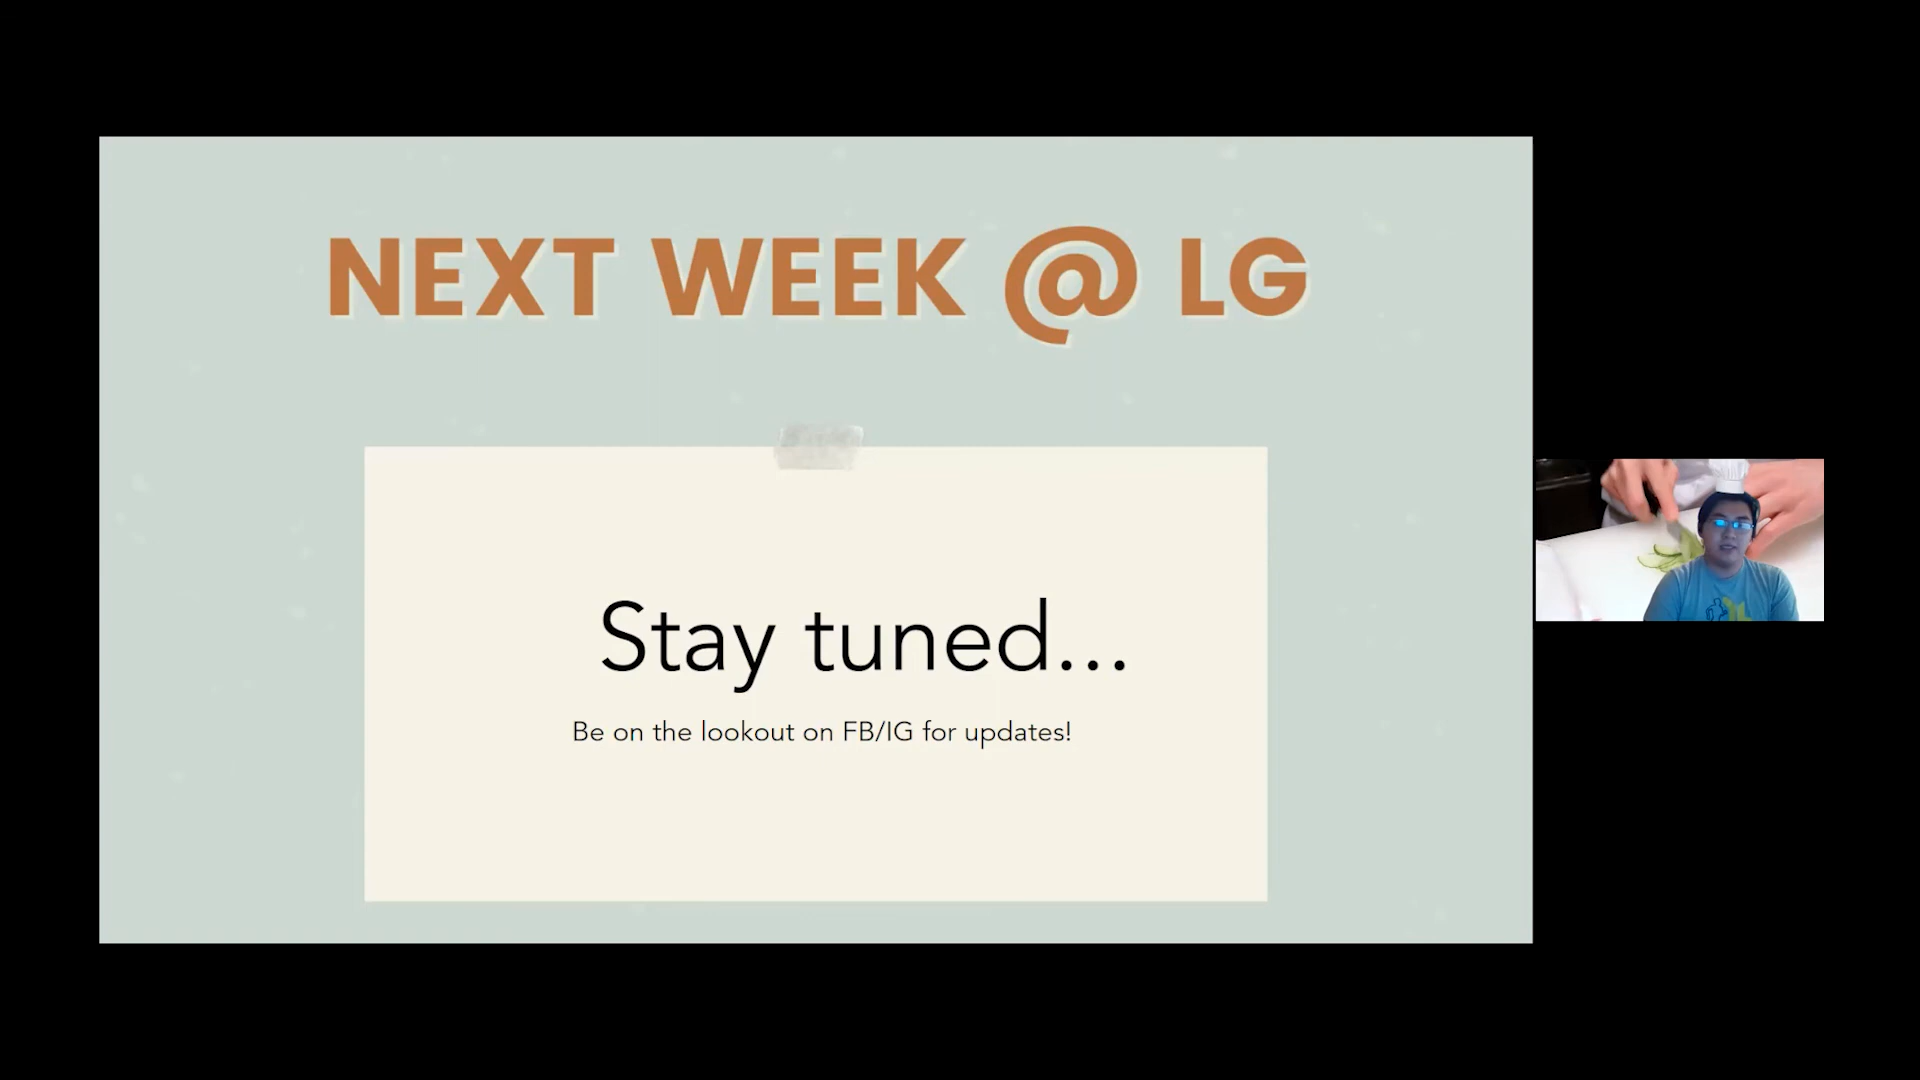 NEXT WEEK @ LG
Stay tuned...
Be on the lookout on FB/IG for updates!